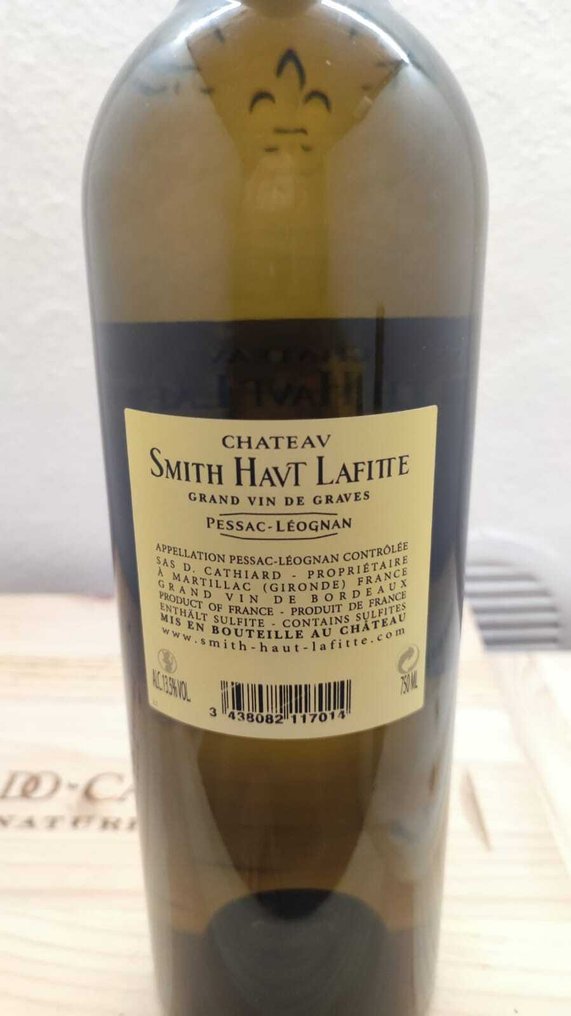 CHATEAV
SMITH HAVT LAFITTE
GRAND VIN DE GRAVES
PESSAC-LÉOGNAN
APPELLATION PESSAC-LÉOGNAN CONTRÔLÉE
SAS D. CATHIARD - PROPRIÉTAIRE
À MARTILLAC (GIRONDE) FRANCE
GRAND VIN DE BORDEAUX
PRODUCT OF FRANCE - PRODUIT DE FRANCE
ENTHÄLT SULFITE - CONTAINS SULFITES
MIS EN BOUTEILLE AU CHÂTEAU
www.smith-haut-lafitte.com
ALC. 13,5% VOL.
750 ML
3 438082 117014